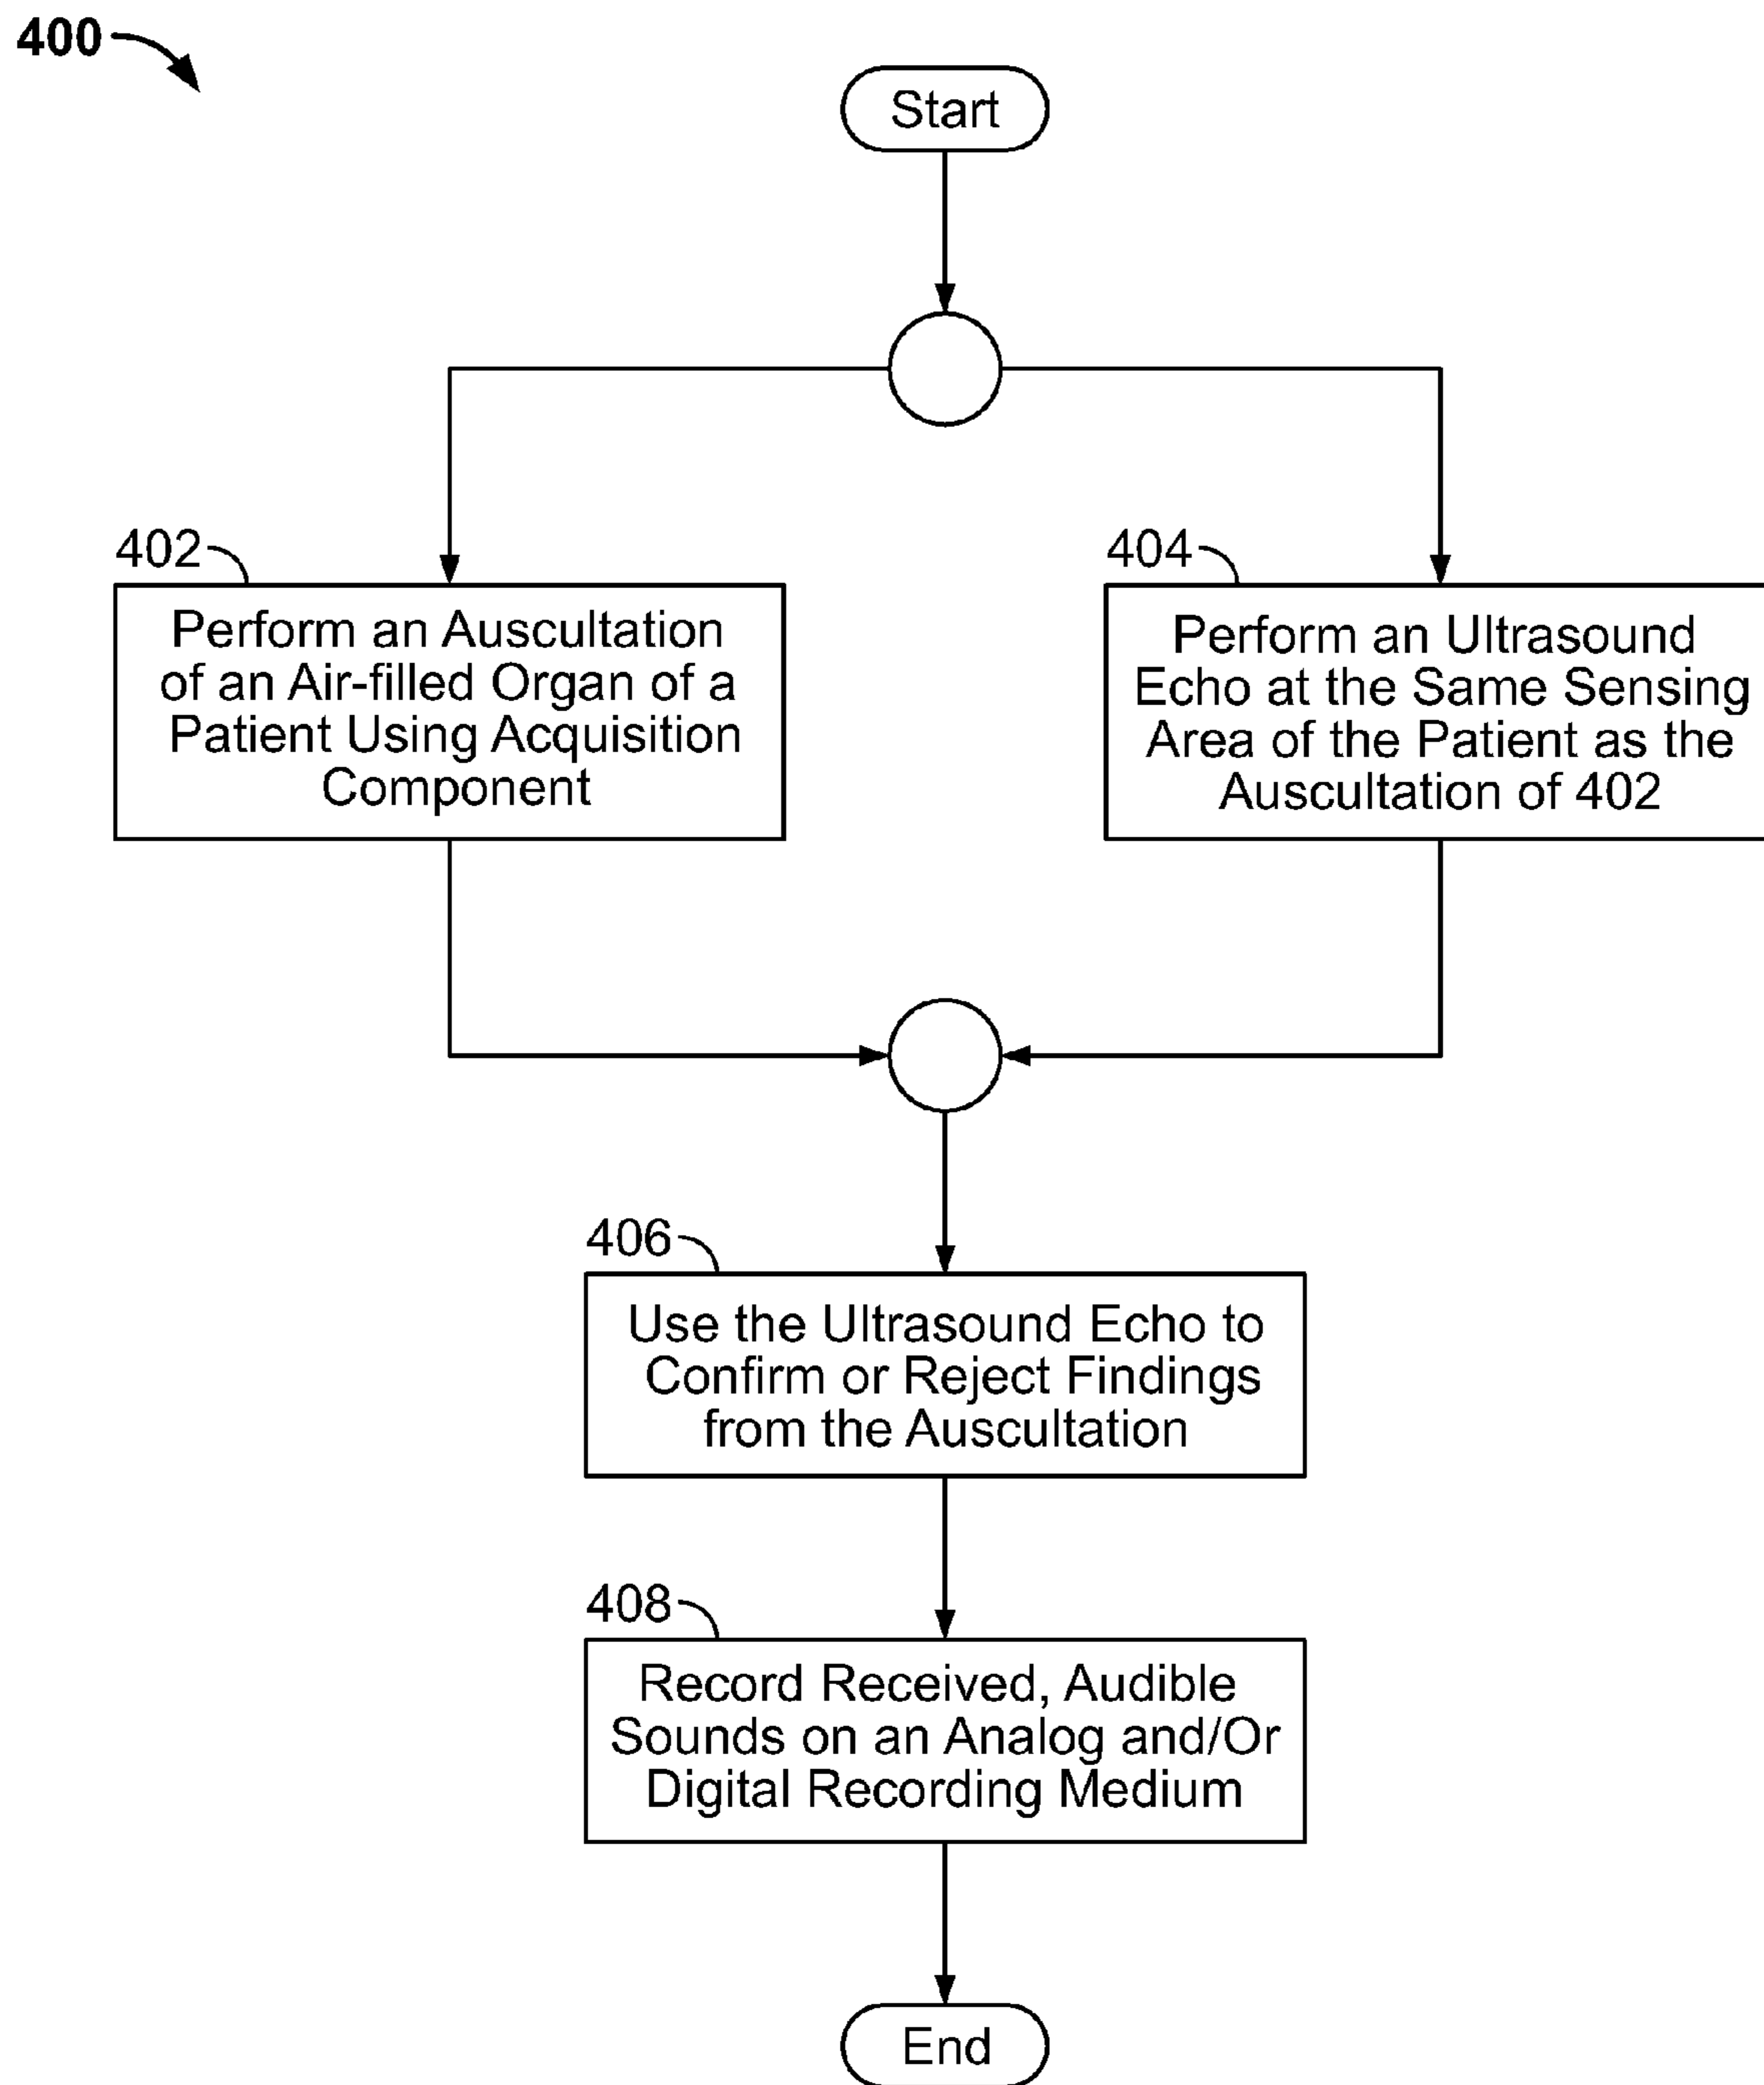 400
Start
402
Perform an Auscultation
of an Air-filled Organ of a
Patient Using Acquisition
Component
404
Perform an Ultrasound
Echo at the Same Sensing
Area of the Patient as the
Auscultation of 402
406
Use the Ultrasound Echo to
Confirm or Reject Findings
from the Auscultation
408
Record Received, Audible
Sounds on an Analog and/Or
Digital Recording Medium
End